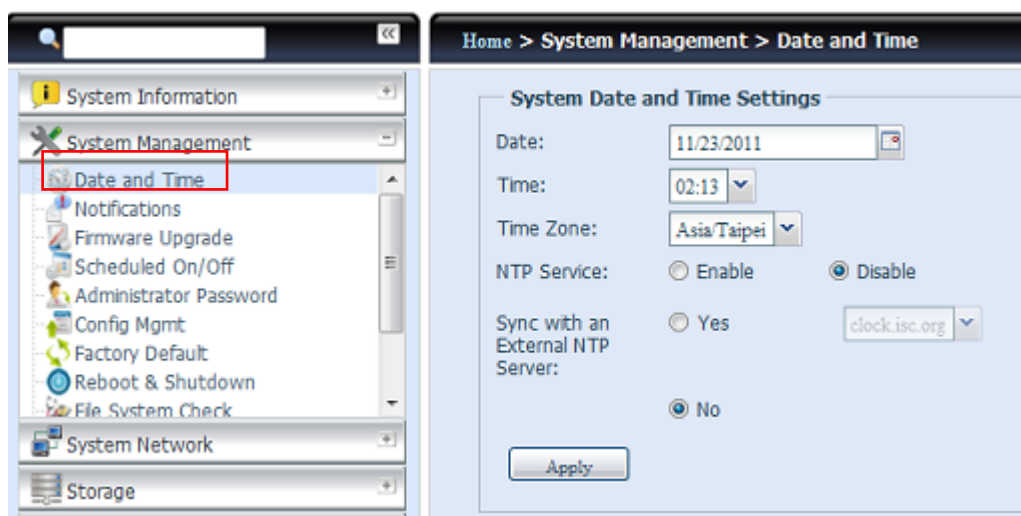 Home > System Management > Date and Time
System Information
System Management
Date and Time
Notifications
Firmware Upgrade
Scheduled On/Off
Administrator Password
Config Mgmt
Factory Default
Reboot & Shutdown
File System Check
System Network
Storage
System Date and Time Settings
Date: 11/23/2011
Time: 02:13
Time Zone: Asia/Taipei
NTP Service: Enable Disable
Sync with an Yes clock.isc.org
External NTP
Server:
No
Apply